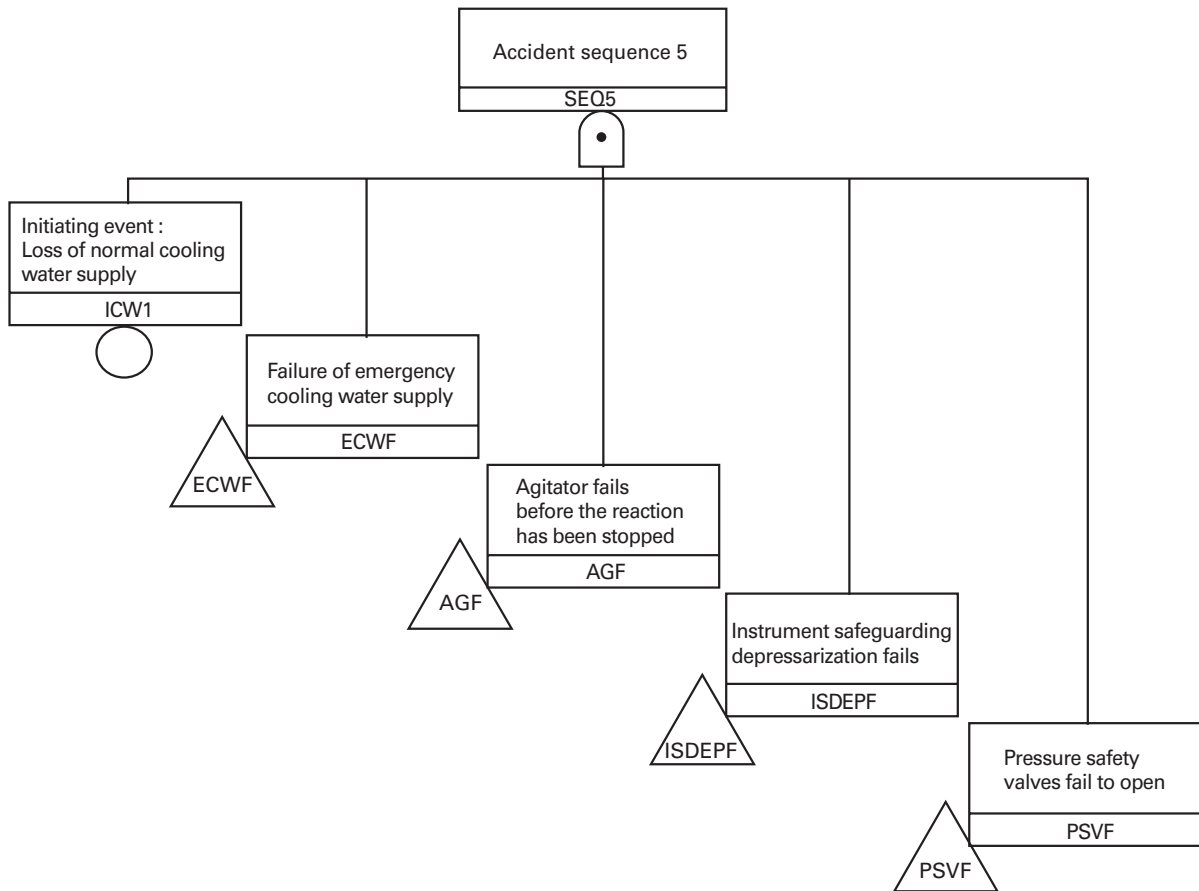 Accident sequence 5
SEQ5
Initiating event :
Loss of normal cooling
water supply
ICW1
Failure of emergency
cooling water supply
ECWF
ECWF
Agitator fails
before the reaction
has been stopped
AGF
AGF
Instrument safeguarding
depressarization fails
ISDEPF
ISDEPF
Pressure safety
valves fail to open
PSVF
PSVF